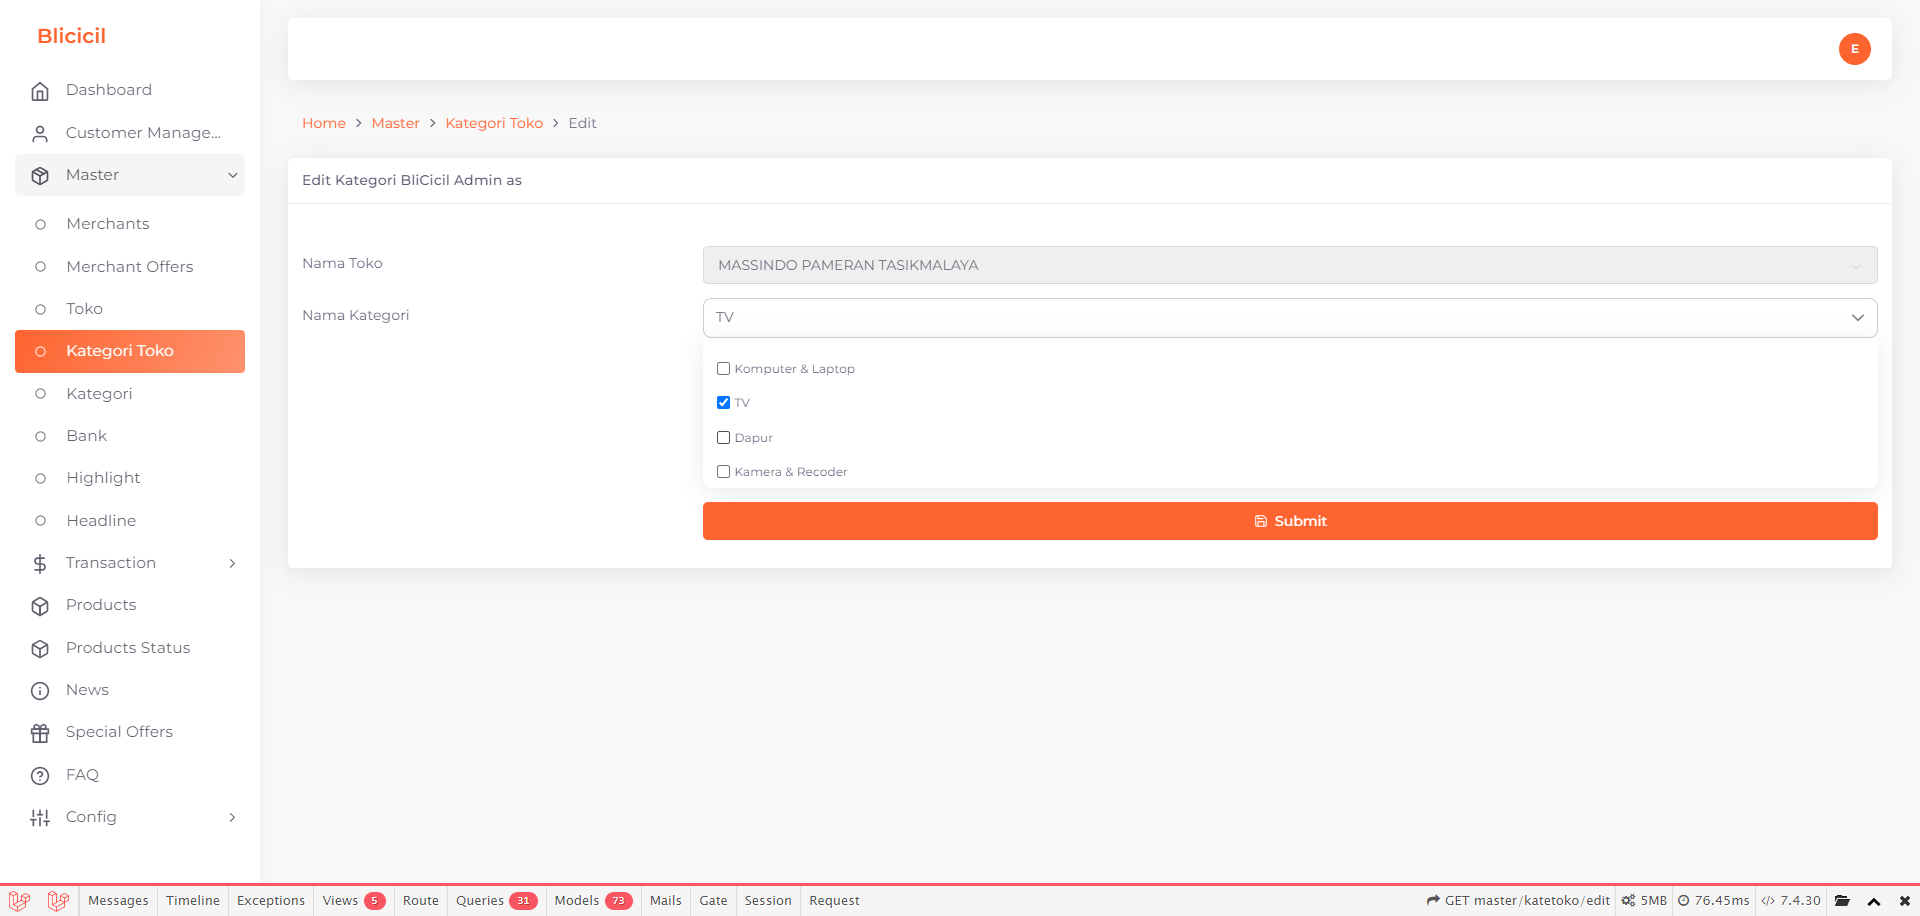 Blicicil
E
Dashboard
Customer Manage...
Master
Merchants
Merchant Offers
Toko
Kategori Toko
Kategori
Bank
Highlight
Headline
Transaction
Products
Products Status
News
Special Offers
FAQ
Config
Home > Master > Kategori Toko > Edit
Edit Kategori BliCicil Admin as
Nama Toko
MASSINDO PAMERAN TASIKMALAYA
Nama Kategori
TV
Komputer & Laptop
TV
Dapur
Kamera & Recoder
Submit
Messages Timeline Exceptions Views 5 Route Queries 31 Models 73 Mails Gate Session Request GET master/katetoko/edit 5MB 76.45ms 7.4.30